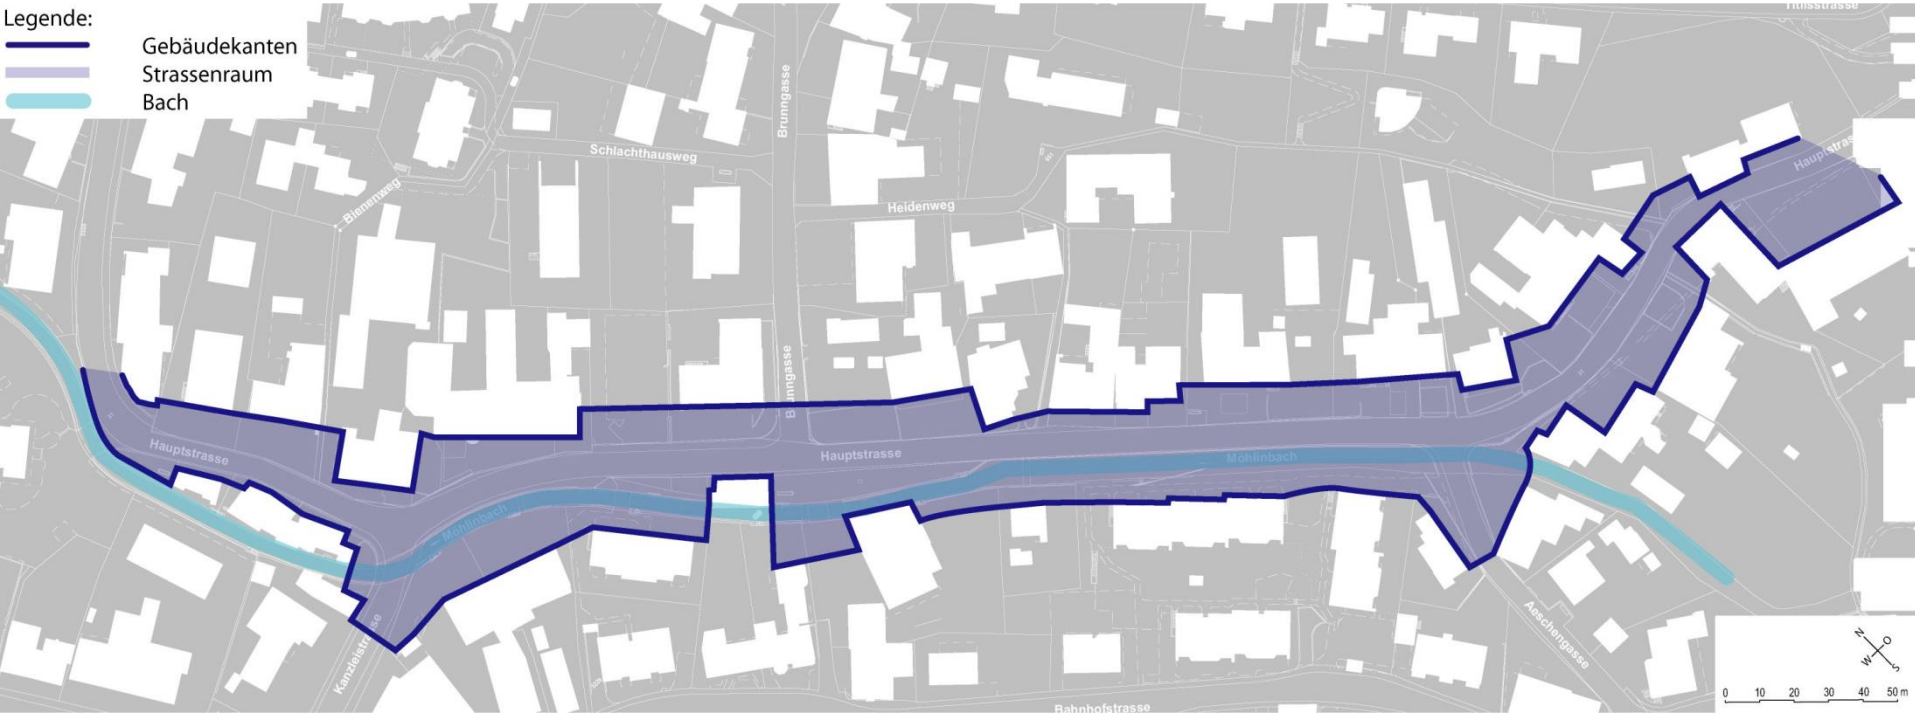 Legende:
Gebäudekanten
Strassenraum
Bach
Titlisstrasse
Brunngasse
Schlachthausweg
Bienenweg
Heidenweg
Hauptstrasse
Brunngasse
Hauptstrasse
Hauptstrasse
Möhlinbach
Möhlinbach
Kanzleistrasse
Aeschengasse
Bahnhofstrasse
N
O
W
S
0 10 20 30 40 50 m